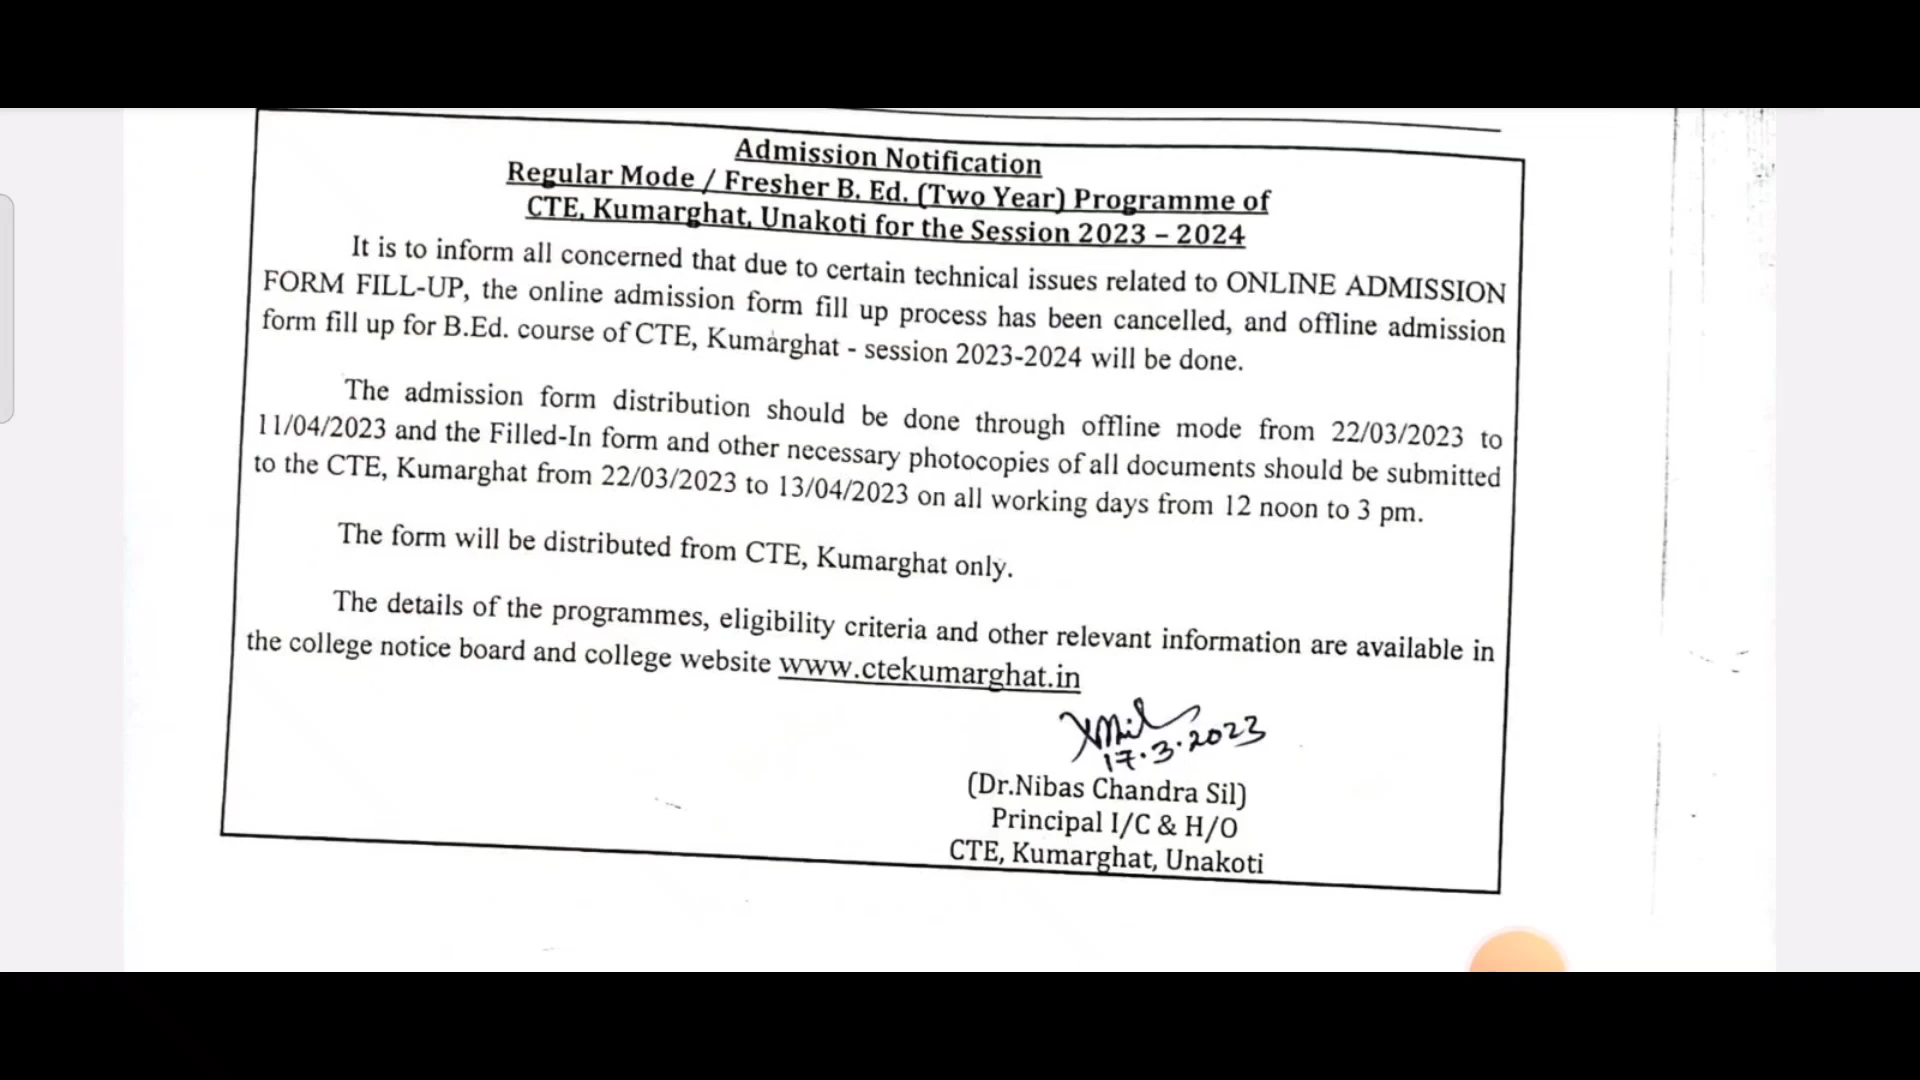 Admission Notification
Regular Mode / Fresher B. Ed. (Two Year) Programme of
CTE, Kumarghat, Unakoti for the Session 2023 – 2024
It is to inform all concerned that due to certain technical issues related to ONLINE ADMISSION
FORM FILL-UP, the online admission form fill up process has been cancelled, and offline admission
form fill up for B.Ed. course of CTE, Kumarghat - session 2023-2024 will be done.
The admission form distribution should be done through offline mode from 22/03/2023 to
11/04/2023 and the Filled-In form and other necessary photocopies of all documents should be submitted
to the CTE, Kumarghat from 22/03/2023 to 13/04/2023 on all working days from 12 noon to 3 pm.
The form will be distributed from CTE, Kumarghat only.
The details of the programmes, eligibility criteria and other relevant information are available in
the college notice board and college website www.ctekumarghat.in
17.3.2023
(Dr.Nibas Chandra Sil)
Principal I/C & H/O
CTE, Kumarghat, Unakoti